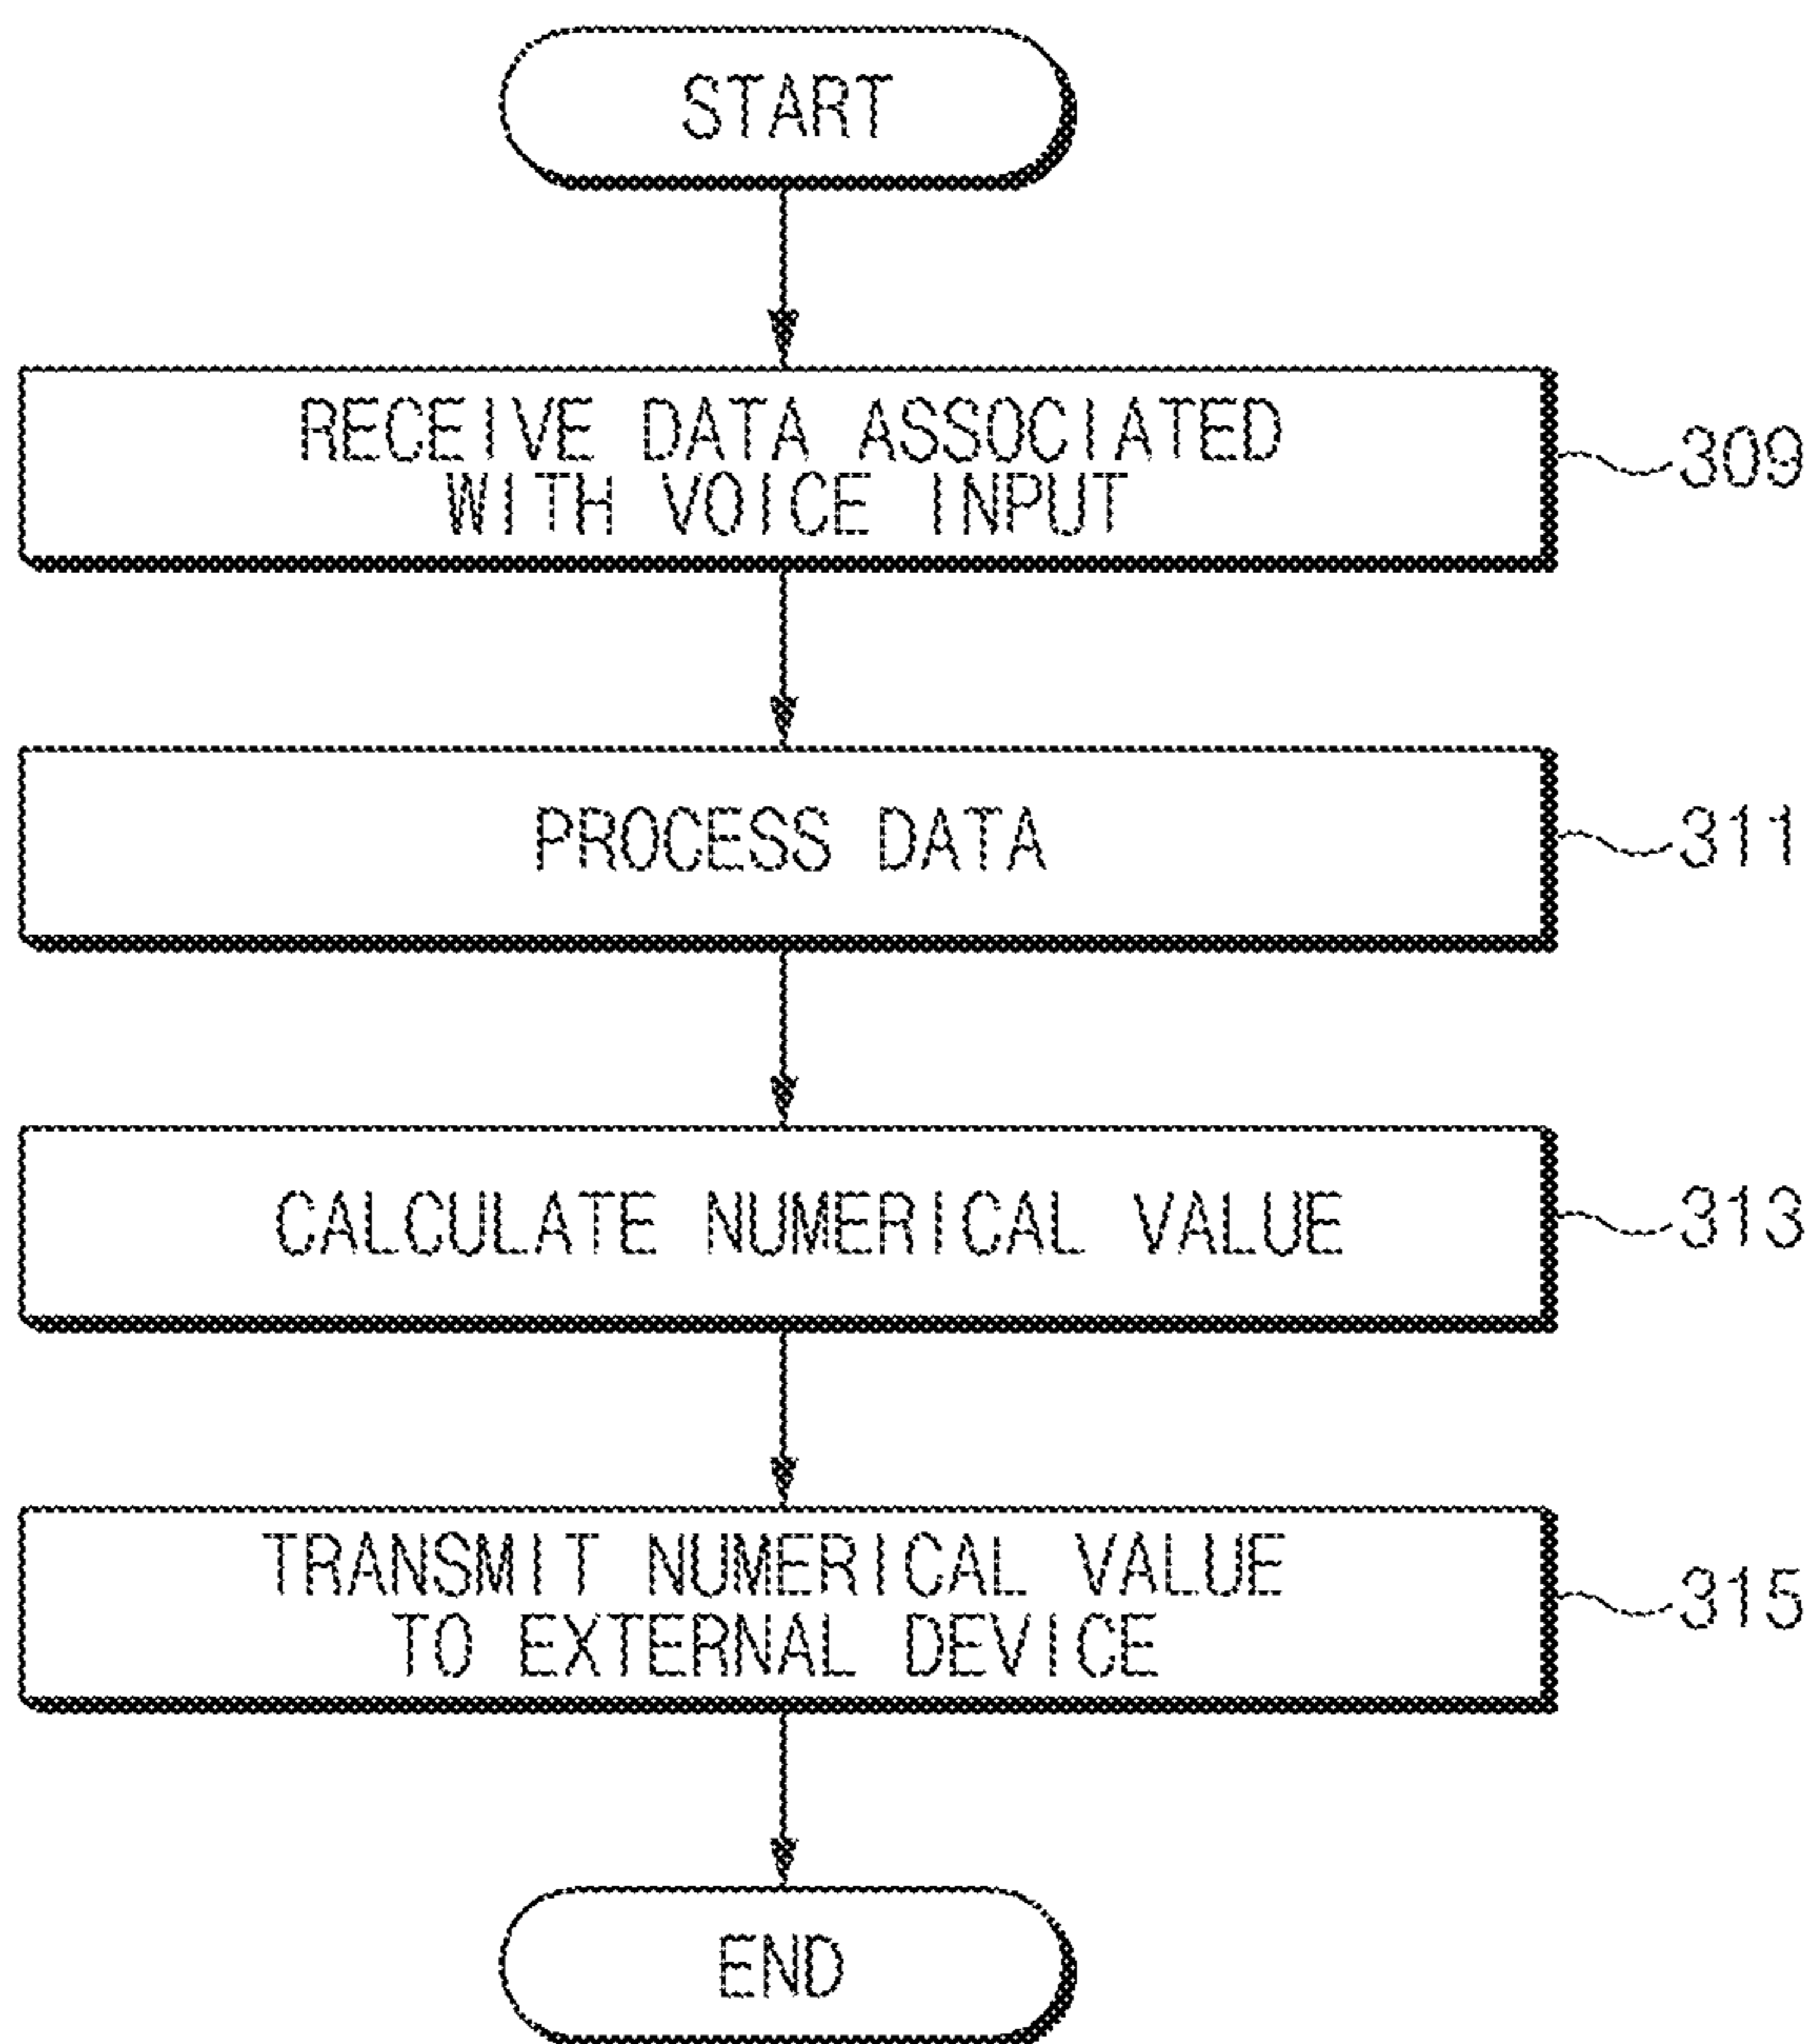 START
RECEIVE DATA ASSOCIATED
WITH VOICE INPUT
309
PROCESS DATA
311
CALCULATE NUMERICAL VALUE
313
TRANSMIT NUMERICAL VALUE
TO EXTERNAL DEVICE
315
END